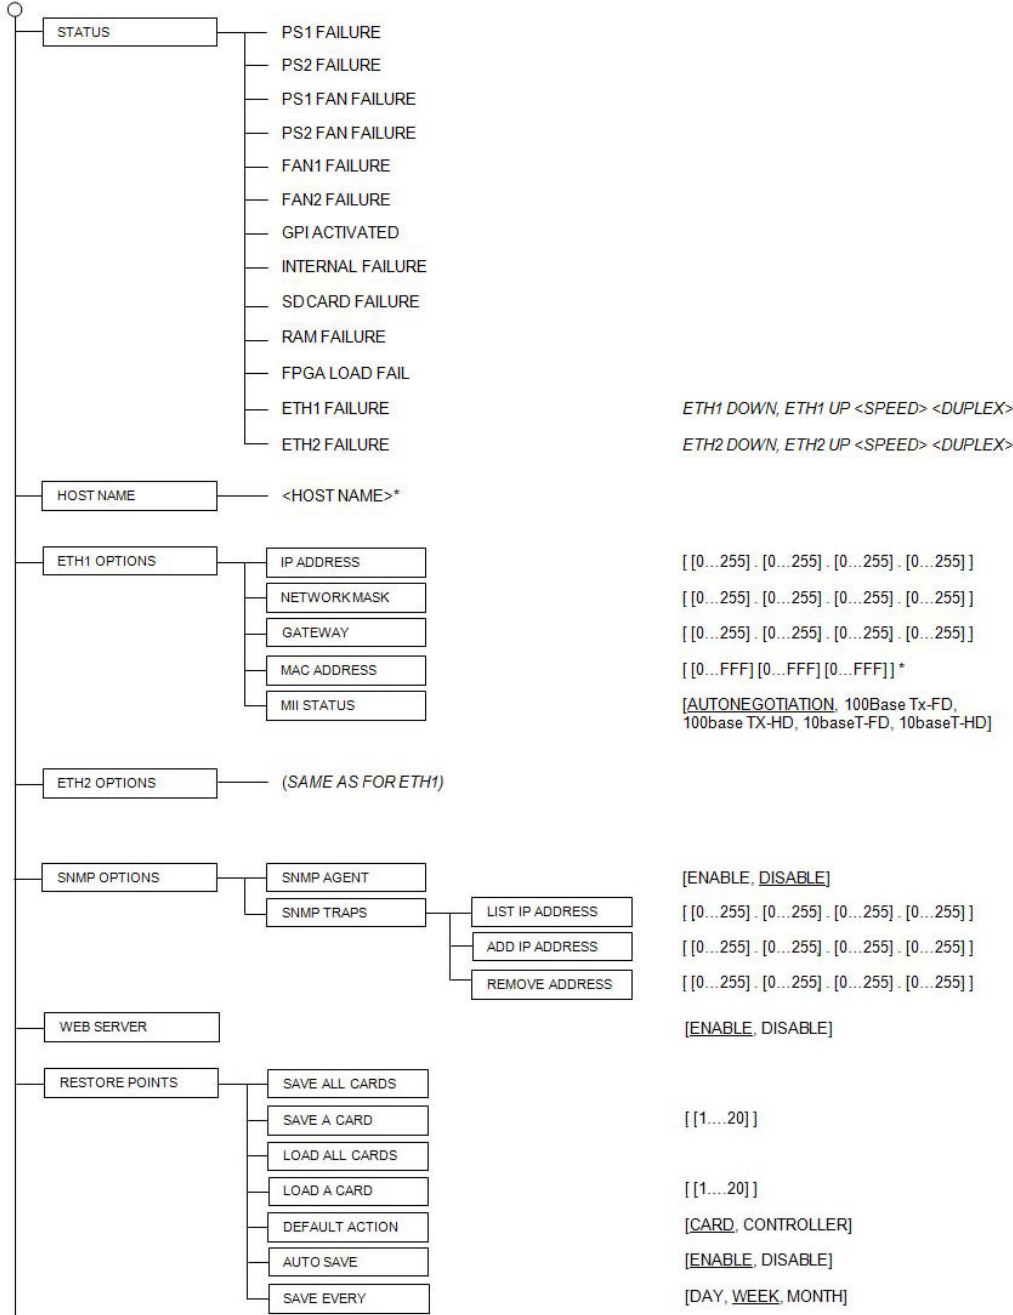 STATUS
PS1 FAILURE
PS2 FAILURE
PS1 FAN FAILURE
PS2 FAN FAILURE
FAN1 FAILURE
FAN2 FAILURE
GPI ACTIVATED
INTERNAL FAILURE
SD CARD FAILURE
RAM FAILURE
FPGA LOAD FAIL
ETH1 FAILURE ETH1 DOWN, ETH1 UP <SPEED> <DUPLEX>
ETH2 FAILURE ETH2 DOWN, ETH2 UP <SPEED> <DUPLEX>
HOST NAME <HOST NAME>*
ETH1 OPTIONS IP ADDRESS [ [0...255] . [0...255] . [0...255] . [0...255] ]
NETWORK MASK [ [0...255] . [0...255] . [0...255] . [0...255] ]
GATEWAY [ [0...255] . [0...255] . [0...255] . [0...255] ]
MAC ADDRESS [ [0...FFF] [0...FFF] [0...FFF] ] *
MII STATUS [AUTONEGOTIATION, 100Base Tx-FD,
100base TX-HD, 10baseT-FD, 10baseT-HD]
ETH2 OPTIONS (SAME AS FOR ETH1)
SNMP OPTIONS SNMP AGENT [ENABLE, DISABLE]
SNMP TRAPS LIST IP ADDRESS [ [0...255] . [0...255] . [0...255] . [0...255] ]
ADD IP ADDRESS [ [0...255] . [0...255] . [0...255] . [0...255] ]
REMOVE ADDRESS [ [0...255] . [0...255] . [0...255] . [0...255] ]
WEB SERVER [ENABLE, DISABLE]
RESTORE POINTS SAVE ALL CARDS
SAVE A CARD [ [1....20] ]
LOAD ALL CARDS
LOAD A CARD [ [1....20] ]
DEFAULT ACTION [CARD, CONTROLLER]
AUTO SAVE [ENABLE, DISABLE]
SAVE EVERY [DAY, WEEK, MONTH]